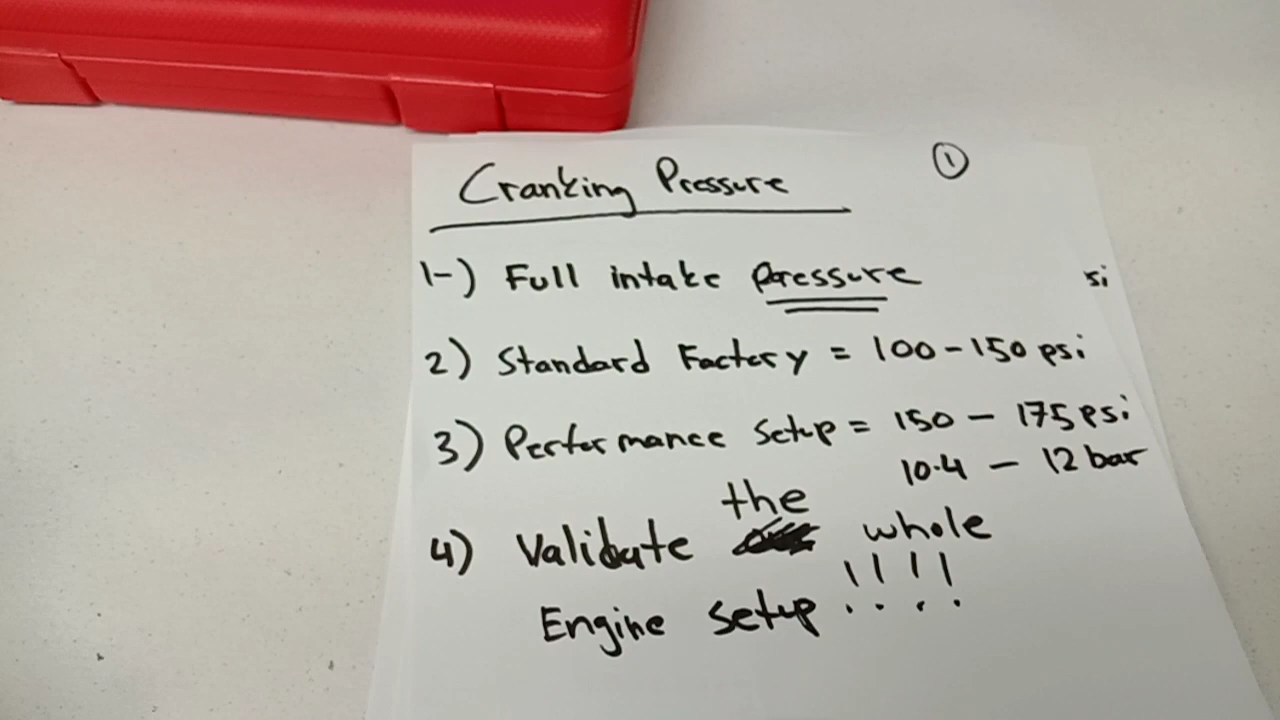 Cranking Pressure ①
1-) Full intake pressure si
2) Standard Factory = 100-150 psi
3) Performance Setup = 150 - 175 psi
10.4 - 12 bar
4) Validate the whole
Engine setup !!!!